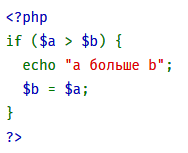 <?php
if ($a > $b) {
  echo "a больше b";
  $b = $a;
}
?>